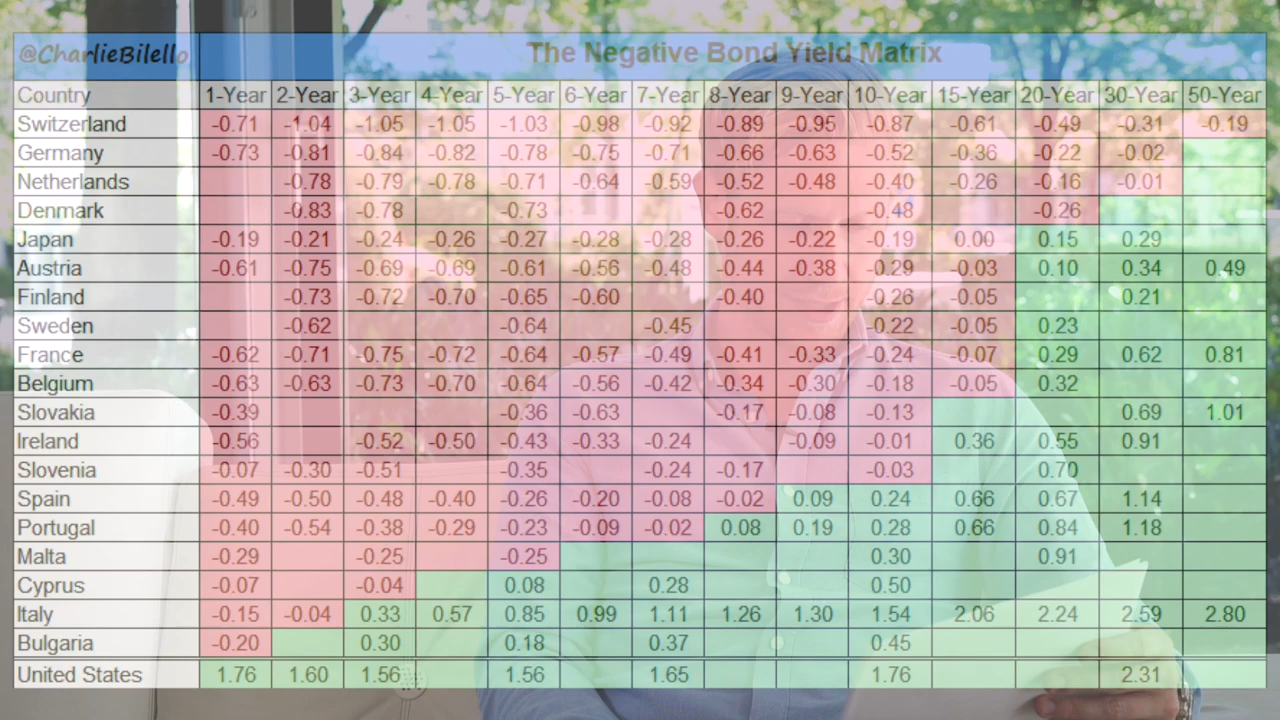 @CharlieBilello The Negative Bond Yield Matrix
Country 1-Year 2-Year 3-Year 4-Year 5-Year 6-Year 7-Year 8-Year 9-Year 10-Year 15-Year 20-Year 30-Year 50-Year
Switzerland -0.71 -1.04 -1.05 -1.05 -1.03 -0.98 -0.92 -0.89 -0.95 -0.87 -0.61 -0.49 -0.31 -0.19
Germany -0.73 -0.81 -0.84 -0.82 -0.78 -0.75 -0.71 -0.66 -0.63 -0.52 -0.36 -0.22 -0.02
Netherlands -0.78 -0.79 -0.78 -0.71 -0.64 -0.59 -0.52 -0.48 -0.40 -0.26 -0.16 -0.01
Denmark -0.83 -0.78 -0.73 -0.62 -0.48 -0.26
Japan -0.19 -0.21 -0.24 -0.26 -0.27 -0.28 -0.28 -0.26 -0.22 -0.19 0.00 0.15 0.29
Austria -0.61 -0.75 -0.69 -0.69 -0.61 -0.56 -0.48 -0.44 -0.38 -0.29 -0.03 0.10 0.34 0.49
Finland -0.73 -0.72 -0.70 -0.65 -0.60 -0.40 -0.26 -0.05 0.21
Sweden -0.62 -0.64 -0.45 -0.22 -0.05 0.23
France -0.62 -0.71 -0.75 -0.72 -0.64 -0.57 -0.49 -0.41 -0.33 -0.24 -0.07 0.29 0.62 0.81
Belgium -0.63 -0.63 -0.73 -0.70 -0.64 -0.56 -0.42 -0.34 -0.30 -0.18 -0.05 0.32
Slovakia -0.39 -0.36 -0.63 -0.17 -0.08 -0.13 0.69 1.01
Ireland -0.56 -0.52 -0.50 -0.43 -0.33 -0.24 -0.09 -0.01 0.36 0.55 0.91
Slovenia -0.07 -0.30 -0.51 -0.35 -0.24 -0.17 -0.03 0.70
Spain -0.49 -0.50 -0.48 -0.40 -0.26 -0.20 -0.08 -0.02 0.09 0.24 0.66 0.67 1.14
Portugal -0.40 -0.54 -0.38 -0.29 -0.23 -0.09 -0.02 0.08 0.19 0.28 0.66 0.84 1.18
Malta -0.29 -0.25 -0.25 0.30 0.91
Cyprus -0.07 -0.04 0.08 0.28 0.50
Italy -0.15 -0.04 0.33 0.57 0.85 0.99 1.11 1.26 1.30 1.54 2.06 2.24 2.59 2.80
Bulgaria -0.20 0.30 0.18 0.37 0.45
United States 1.76 1.60 1.56 1.56 1.65 1.76 2.31